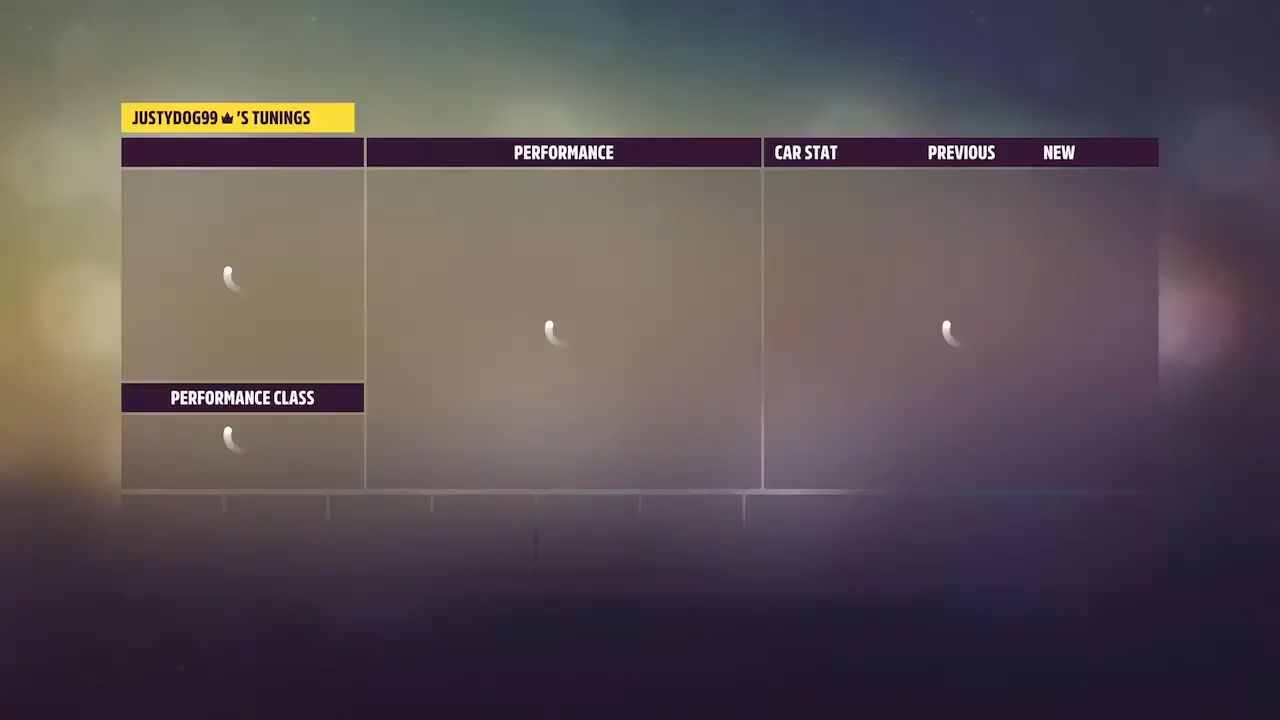 JUSTYDOG99 'S TUNINGS
PERFORMANCE
CAR STAT PREVIOUS NEW
PERFORMANCE CLASS